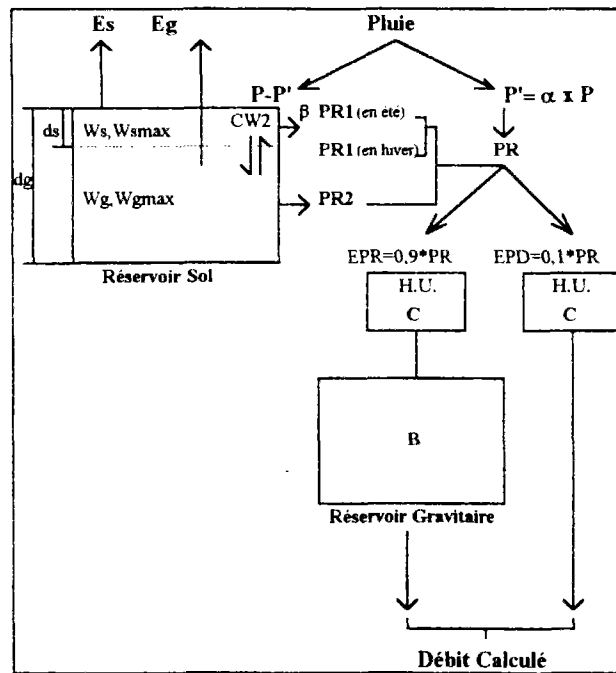 Es Eg Pluie
P-P' P'= α x P
ds Ws, Wsmax CW2 β PR1 (en été)
PR1 (en hiver) PR
dg Wg, Wgmax PR2
EPR=0,9*PR EPD=0,1*PR
Réservoir Sol
H.U. H.U.
C C
B
Réservoir Gravitaire
Débit Calculé